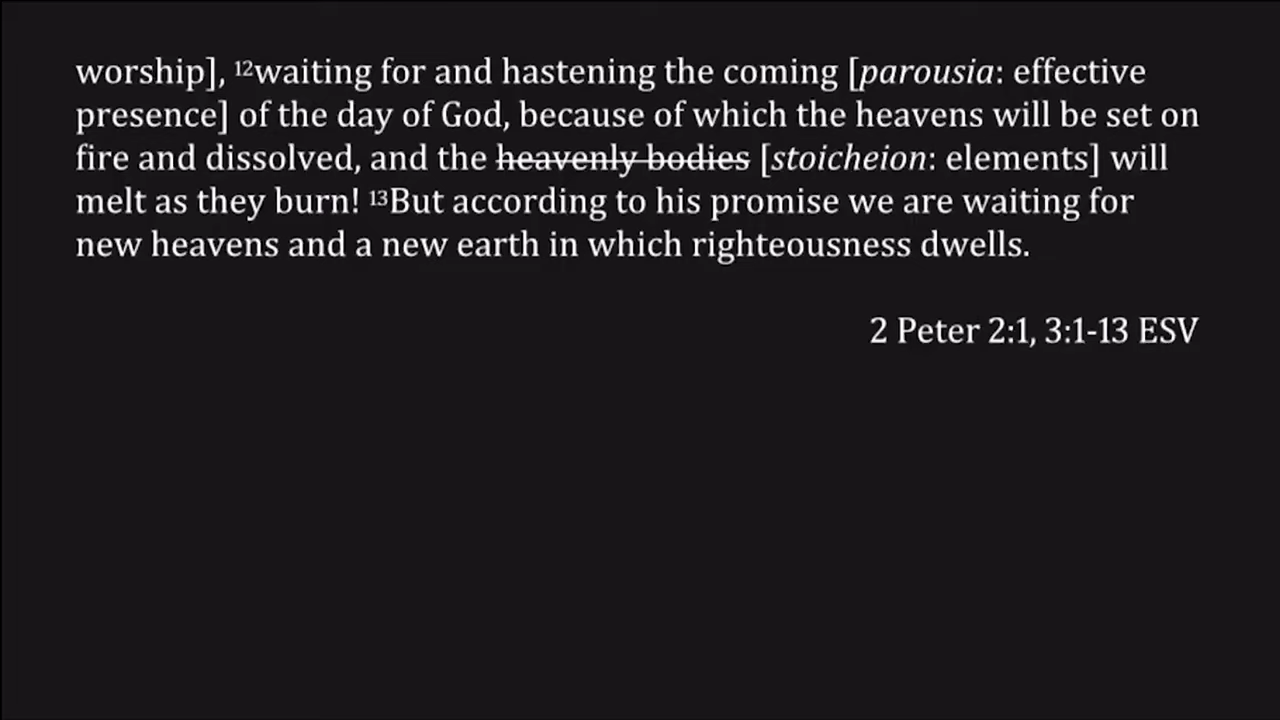 worship], ¹²waiting for and hastening the coming [parousia: effective
presence] of the day of God, because of which the heavens will be set on
fire and dissolved, and the heavenly bodies [stoicheion: elements] will
melt as they burn! ¹³But according to his promise we are waiting for
new heavens and a new earth in which righteousness dwells.
2 Peter 2:1, 3:1-13 ESV